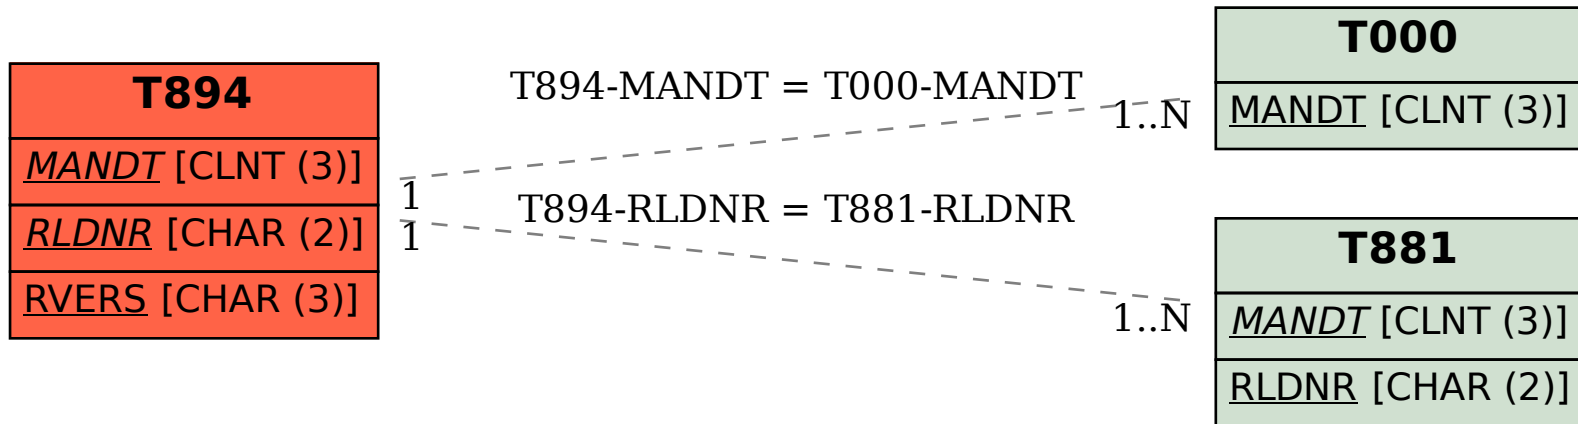 T894
MANDT [CLNT (3)]
RLDNR [CHAR (2)]
RVERS [CHAR (3)]
T894-MANDT = T000-MANDT
1
1..N
T894-RLDNR = T881-RLDNR
1
1..N
T000
MANDT [CLNT (3)]
T881
MANDT [CLNT (3)]
RLDNR [CHAR (2)]